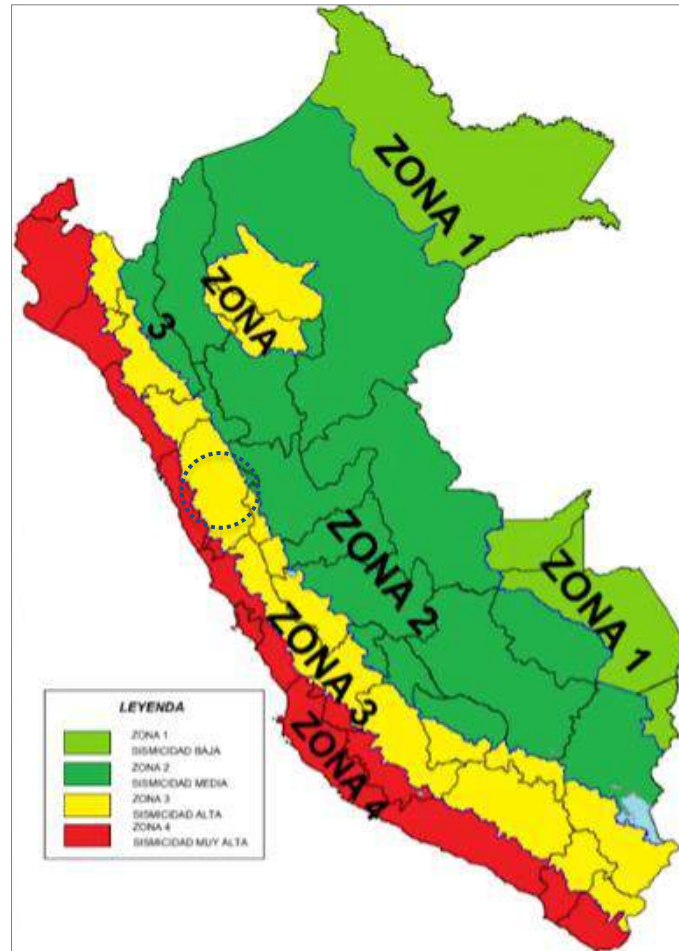 ZONA 1
ZONA
3
ZONA 2
ZONA 1
ZONA 3
ZONA 4
LEYENDA
ZONA 1
SISMICIDAD BAJA
ZONA 2
SISMICIDAD MEDIA
ZONA 3
SISMICIDAD ALTA
ZONA 4
SISMICIDAD MUY ALTA